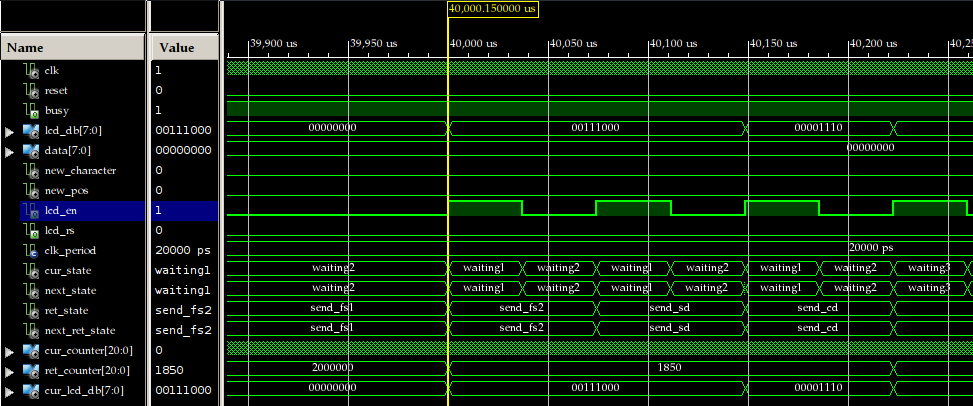 40,000.150000 us
Name Value
39,900 us 39,950 us 40,000 us 40,050 us 40,100 us 40,150 us 40,200 us 40,25
clk 1
reset 0
busy 1
lcd_db[7:0] 00111000 00000000 00111000 00001110
data[7:0] 00000000 00000000
new_character 0
new_pos 0
lcd_en 1
lcd_rs 0
clk_period 20000 ps 20000 ps
cur_state waiting1 waiting2 waiting1 waiting2 waiting1 waiting2 waiting1 waiting2 waiting3
next_state waiting1 waiting2 waiting1 waiting2 waiting1 waiting2 waiting1 waiting2 waiting3
ret_state send_fs2 send_fs1 send_fs2 send_sd send_cd
next_ret_state send_fs2 send_fs1 send_fs2 send_sd send_cd
cur_counter[20:0] 0
ret_counter[20:0] 1850 2000000 1850
cur_lcd_db[7:0] 00111000 00000000 00111000 00001110